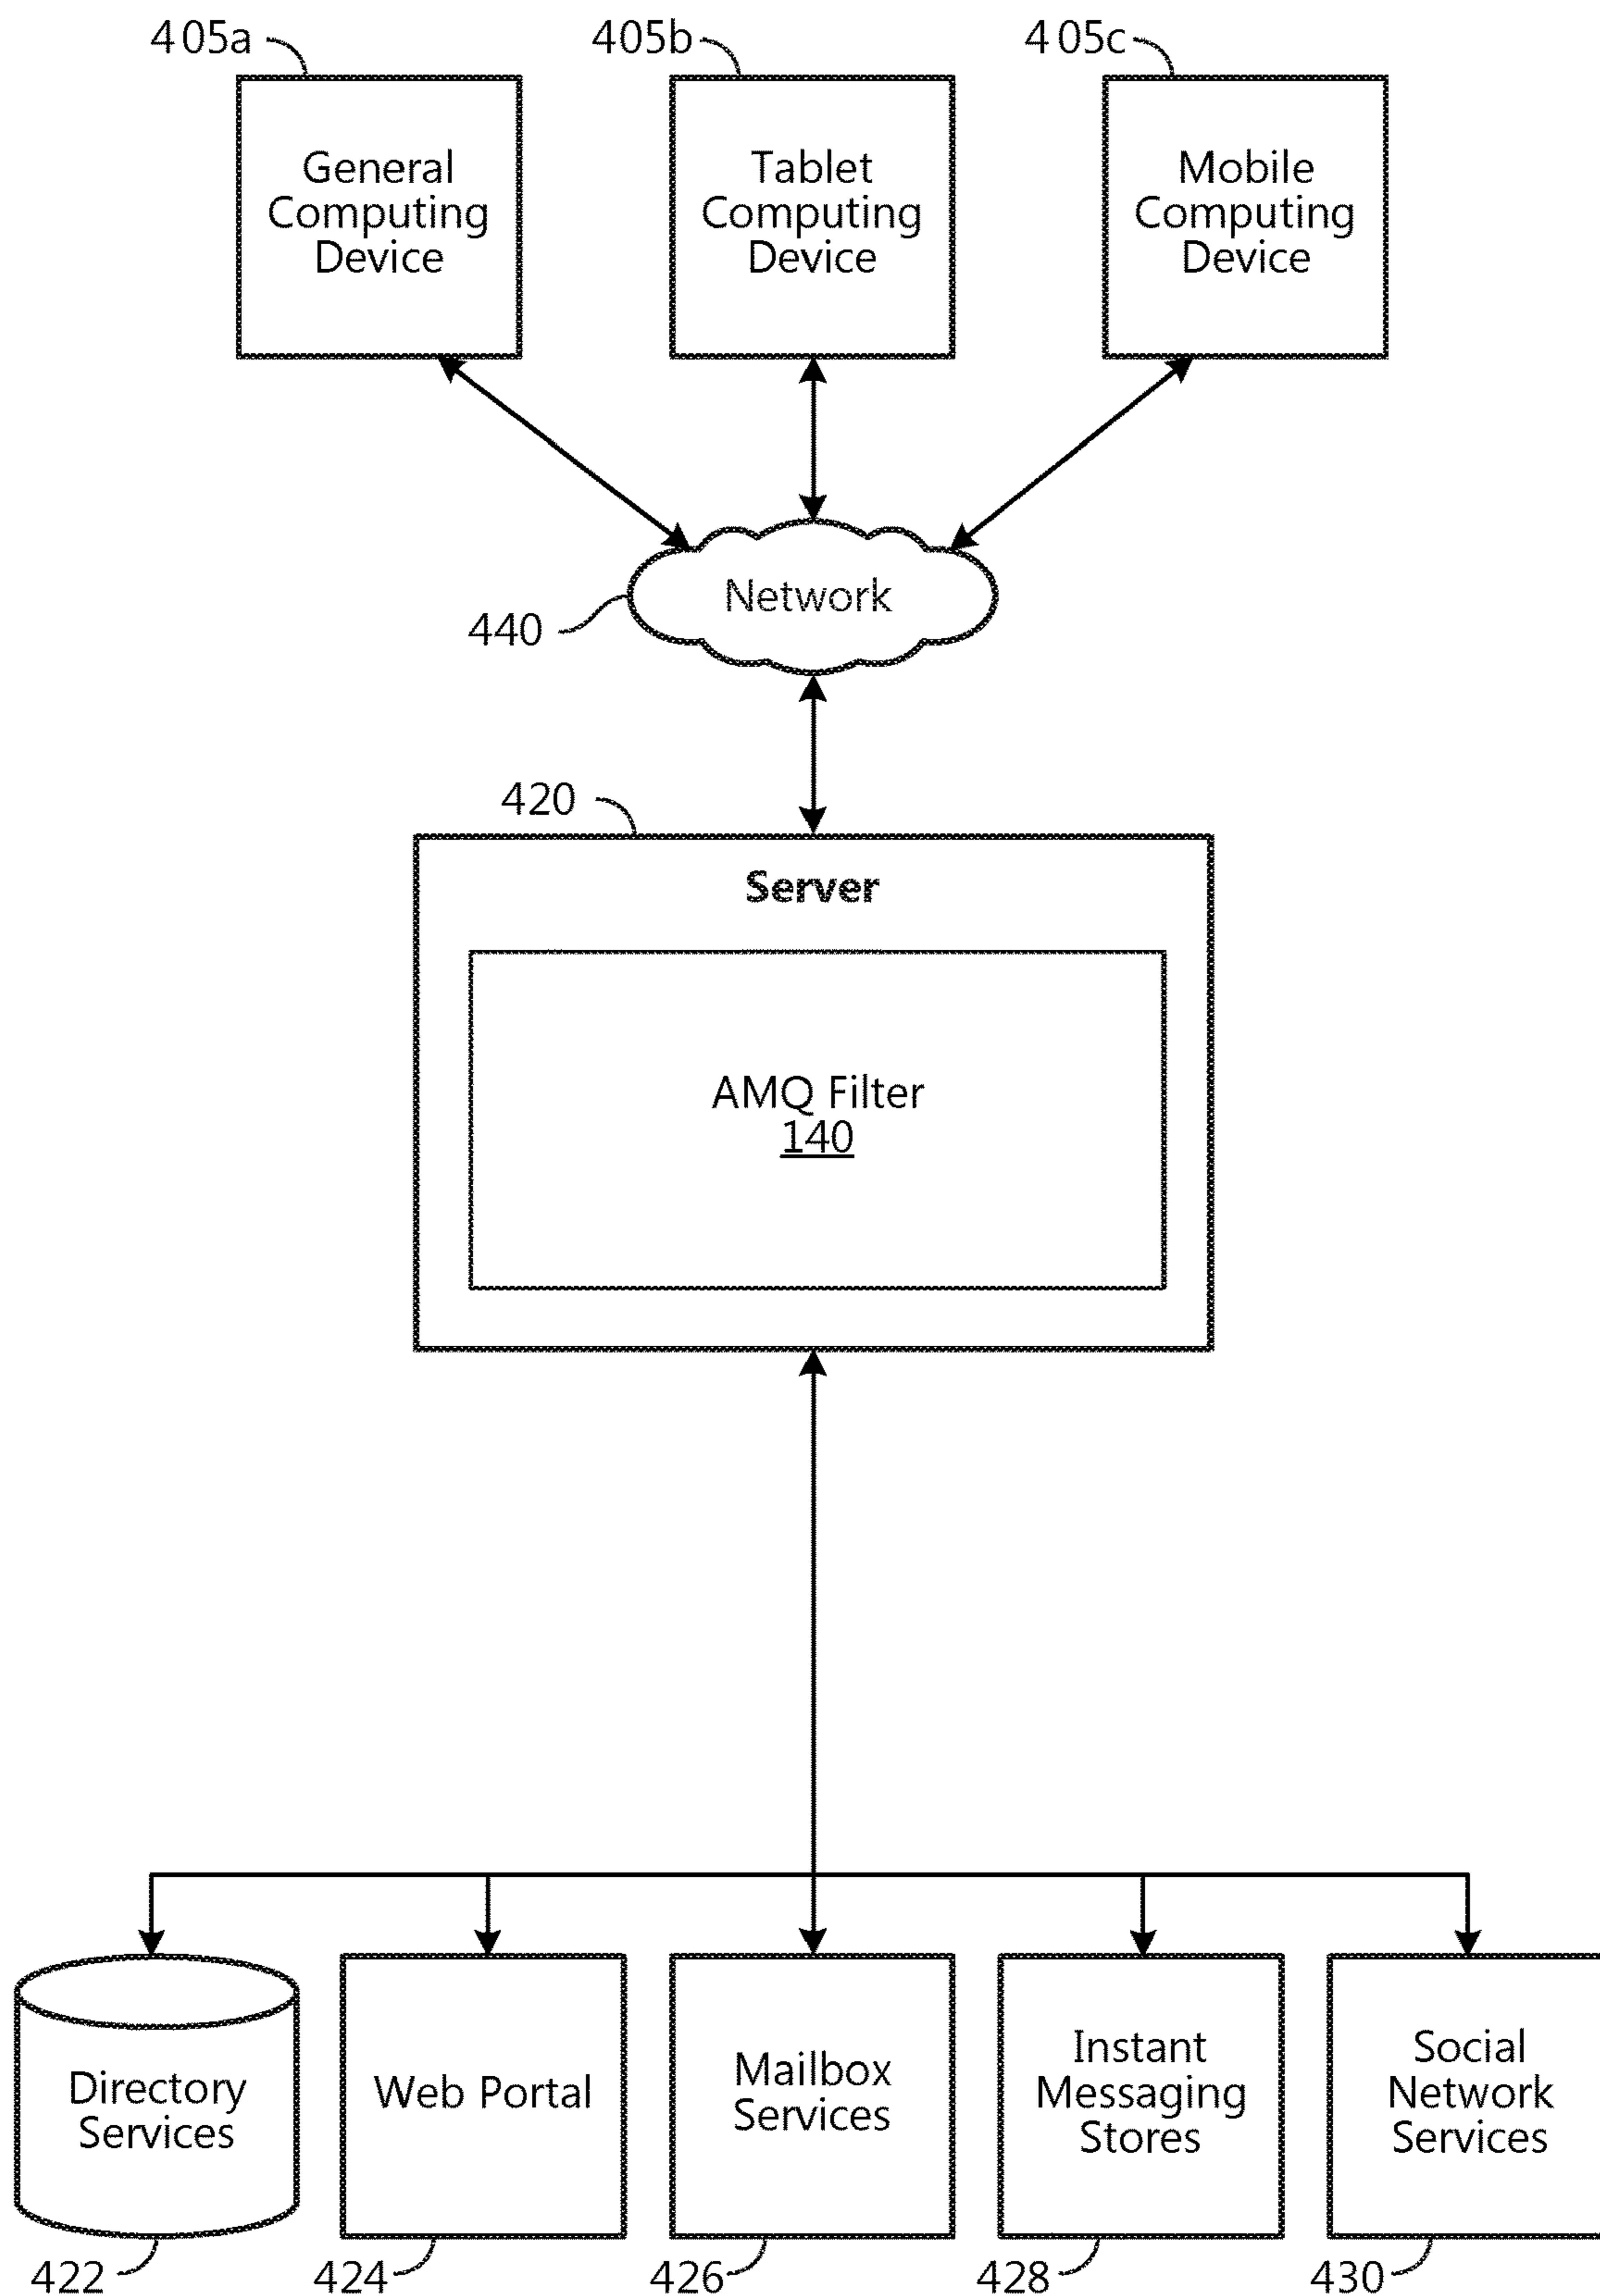 405a
405b
405c
General
Computing
Device
Tablet
Computing
Device
Mobile
Computing
Device
Network
440
420
Server
AMQ Filter
140
Directory
Services
Web Portal
Mailbox
Services
Instant
Messaging
Stores
Social
Network
Services
422
424
426
428
430